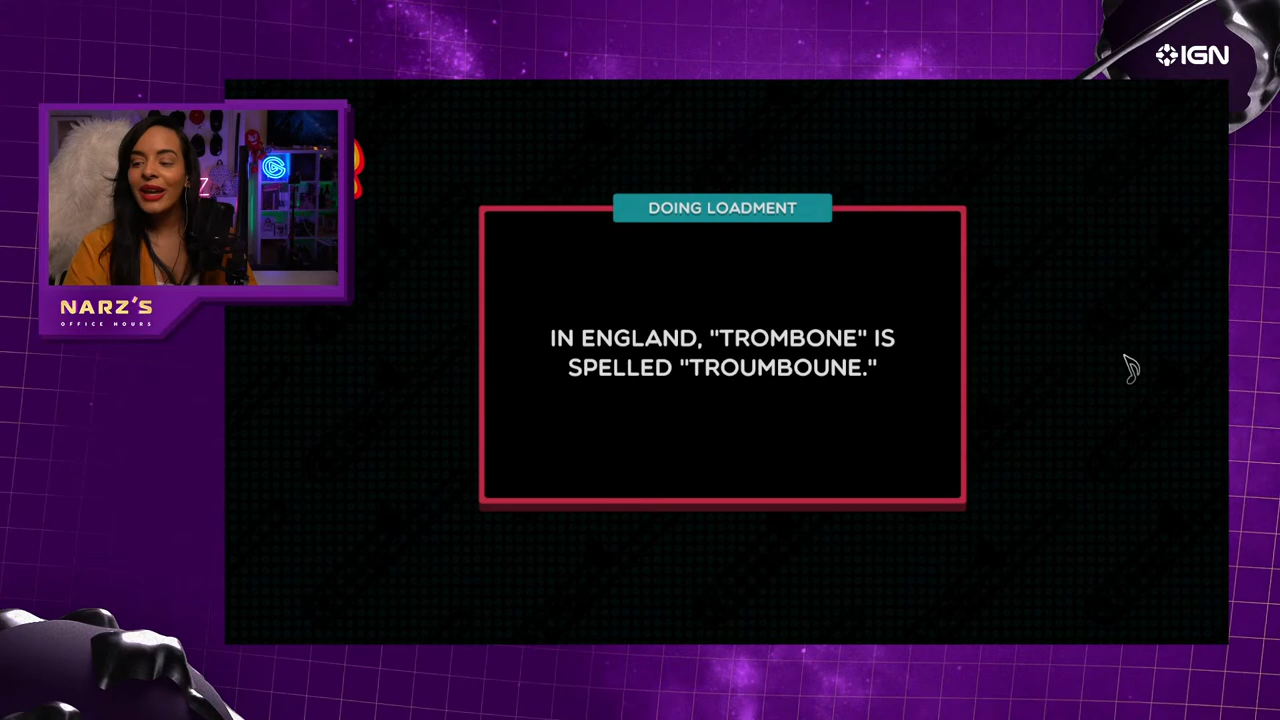 IGN
DOING LOADMENT
IN ENGLAND, "TROMBONE" IS
SPELLED "TROUMBOUNE."
NARZ'S
OFFICE HOURS